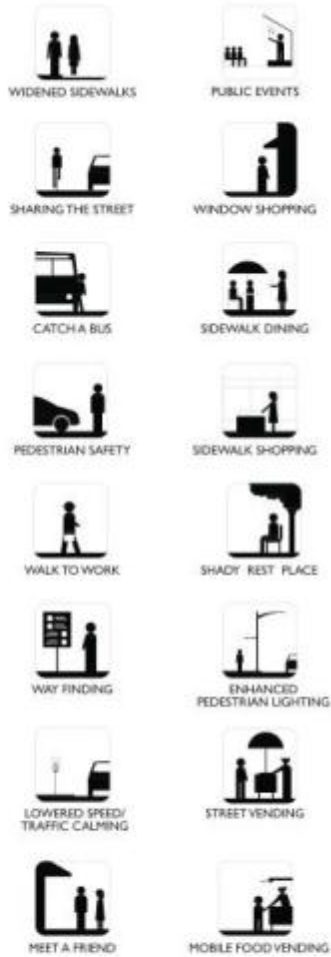 WIDENED SIDEWALKS
PUBLIC EVENTS
SHARING THE STREET
WINDOW SHOPPING
CATCH A BUS
SIDEWALK DINING
PEDESTRIAN SAFETY
SIDEWALK SHOPPING
WALK TO WORK
SHADY REST PLACE
WAY FINDING
ENHANCED
PEDESTRIAN LIGHTING
LOWERED SPEED/
TRAFFIC CALMING
STREET VENDING
MEET A FRIEND
MOBILE FOOD VENDING